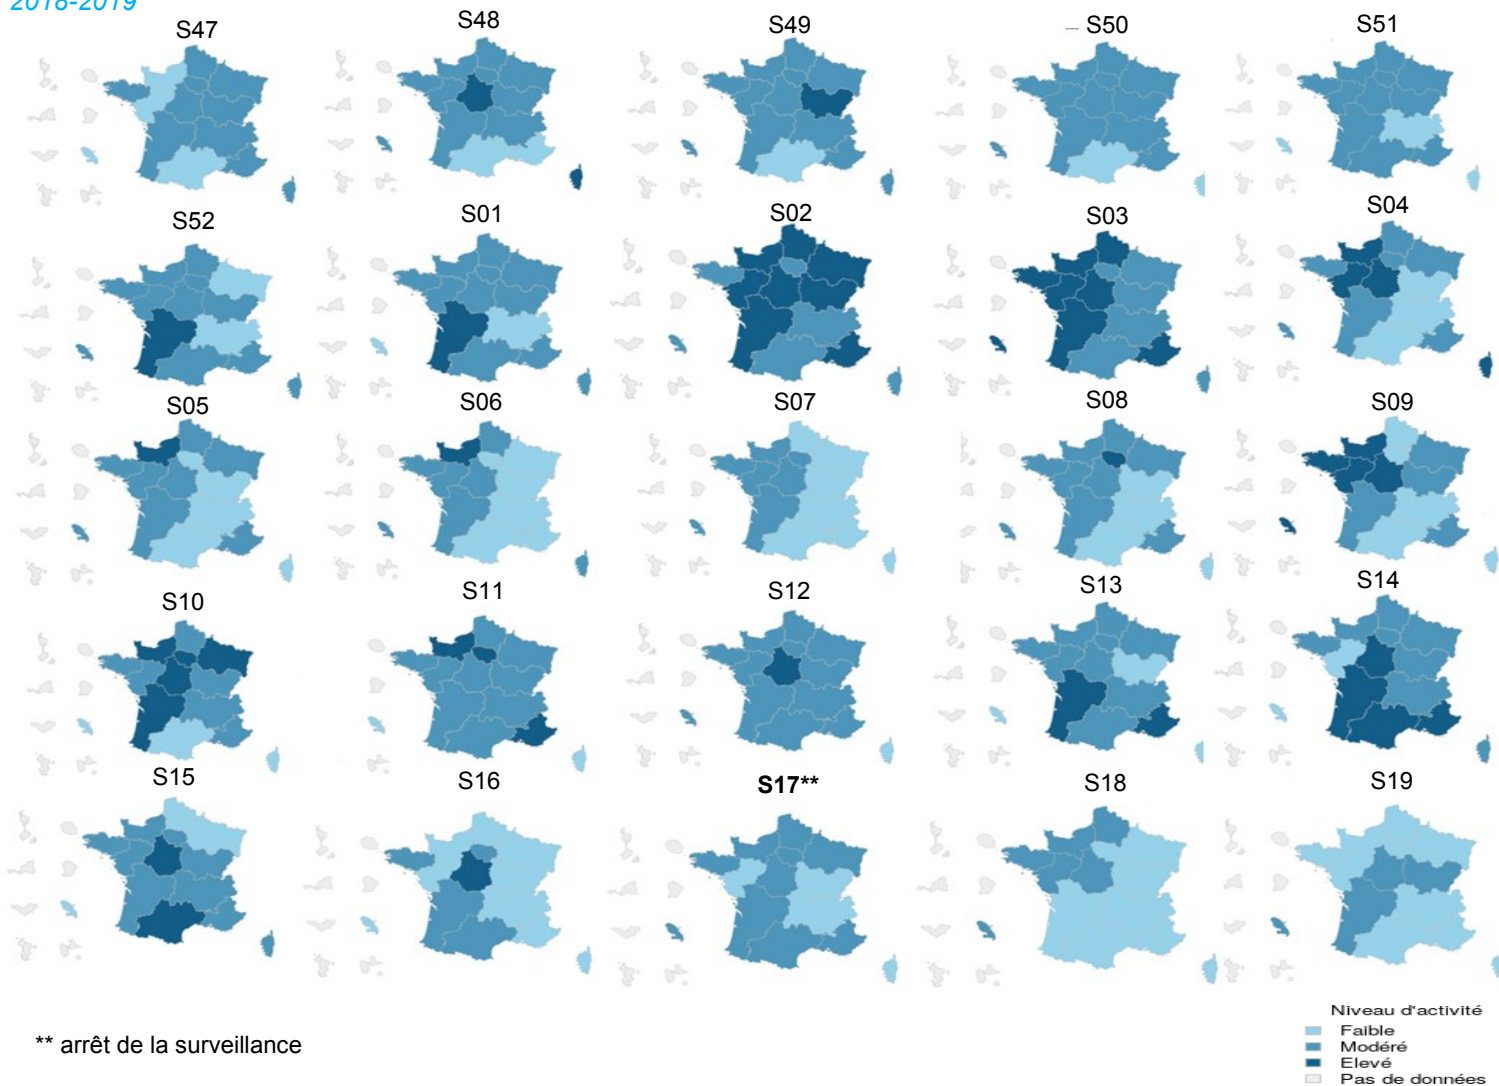 2018-2019
S47
S48
S49
S50
S51
S52
S01
S02
S03
S04
S05
S06
S07
S08
S09
S10
S11
S12
S13
S14
S15
S16
S17**
S18
S19
** arrêt de la surveillance
Niveau d'activité
Faible
Modéré
Elevé
Pas de données